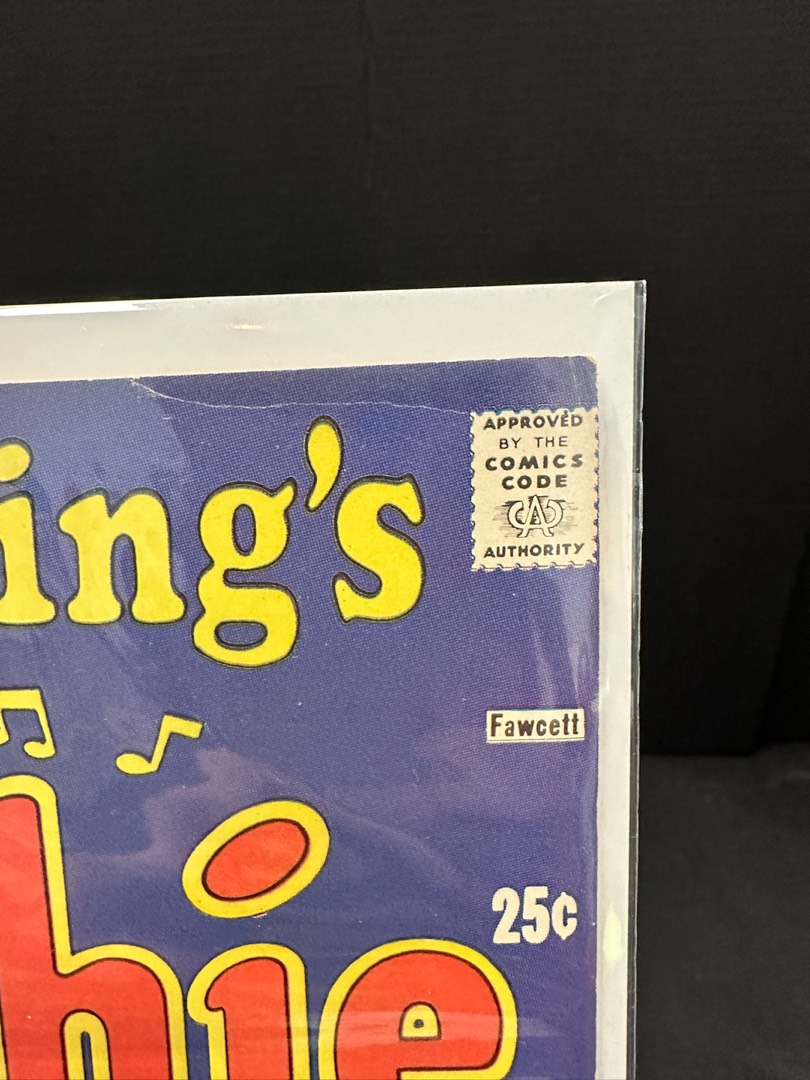 ing's
APPROVED
BY THE
COMICS
CODE
CA
AUTHORITY
Fawcett
25¢
hie